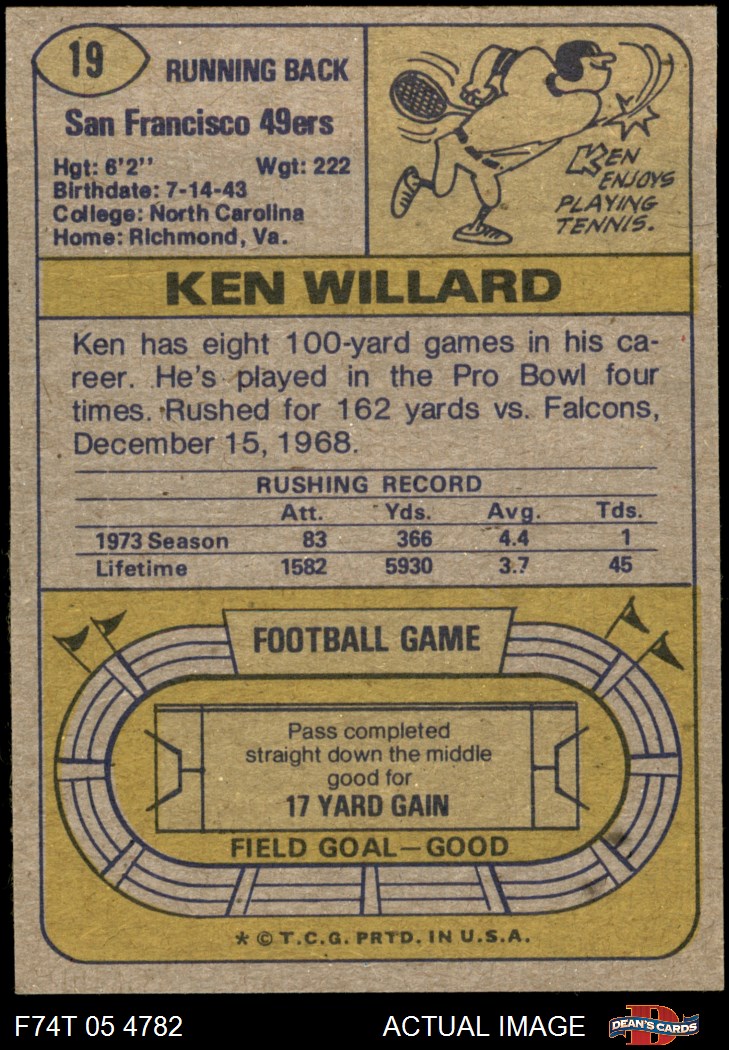 19
RUNNING BACK
San Francisco 49ers
Hgt: 6'2" Wgt: 222
Birthdate: 7-14-43
College: North Carolina
Home: Richmond, Va.
KEN
ENJOYS
PLAYING
TENNIS.
KEN WILLARD
Ken has eight 100-yard games in his ca-
reer. He's played in the Pro Bowl four
times. Rushed for 162 yards vs. Falcons,
December 15, 1968.
RUSHING RECORD
Att. Yds. Avg. Tds.
1973 Season 83 366 4.4 1
Lifetime 1582 5930 3.7 45
FOOTBALL GAME
Pass completed
straight down the middle
good for
17 YARD GAIN
FIELD GOAL—GOOD
* © T.C.G. PRTD. IN U.S.A.
F74T 05 4782 ACTUAL IMAGE D DEAN'S CARDS